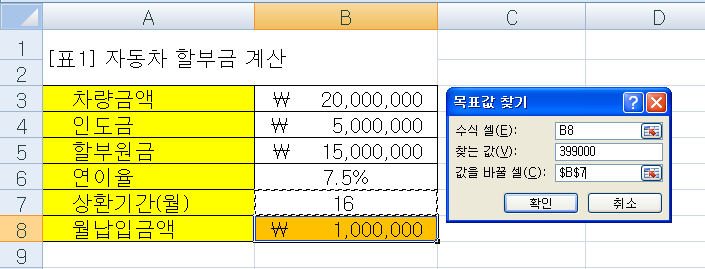 A B C D
1
2 [표1] 자동차 할부금 계산
3 차량금액 ₩ 20,000,000
4 인도금 ₩ 5,000,000
5 할부원금 ₩ 15,000,000
6 연이율 7.5%
7 상환기간(월) 16
8 월납입금액 ₩ 1,000,000
9
목표값 찾기
수식 셀(E): B8
찾는 값(V): 399000
값을 바꿀 셀(C): $B$7
확인 취소